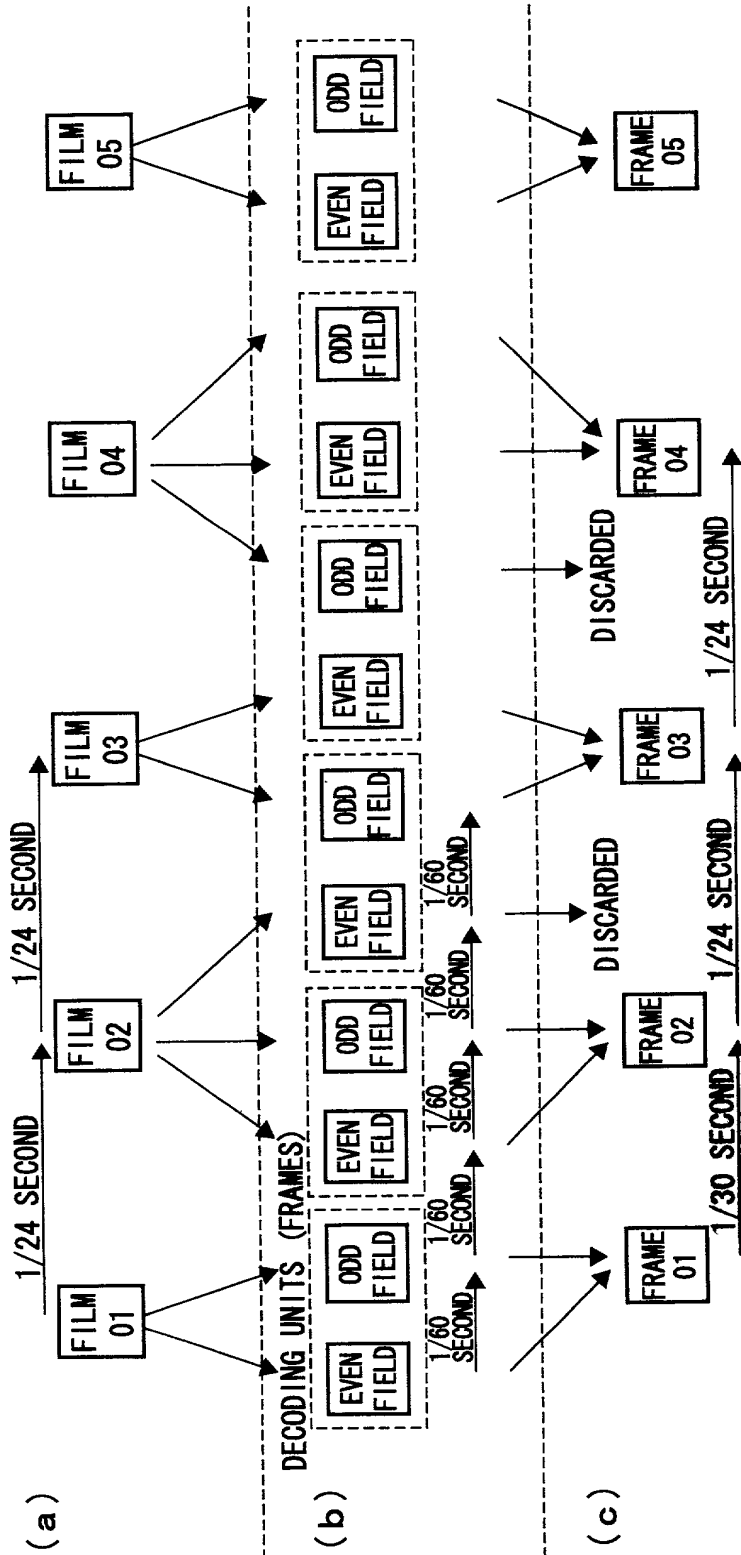 (a)
1/24 SECOND
1/24 SECOND
FILM
01
FILM
02
FILM
03
FILM
04
FILM
05
(b)
DECODING UNITS (FRAMES)
EVEN
FIELD
ODD
FIELD
EVEN
FIELD
ODD
FIELD
EVEN
FIELD
ODD
FIELD
EVEN
FIELD
ODD
FIELD
EVEN
FIELD
ODD
FIELD
EVEN
FIELD
ODD
FIELD
1/60
SECOND
1/60
SECOND
1/60
SECOND
1/60
SECOND
1/60
SECOND
(c)
DISCARDED
DISCARDED
FRAME
01
FRAME
02
FRAME
03
FRAME
04
FRAME
05
1/30 SECOND
1/24 SECOND
1/24 SECOND